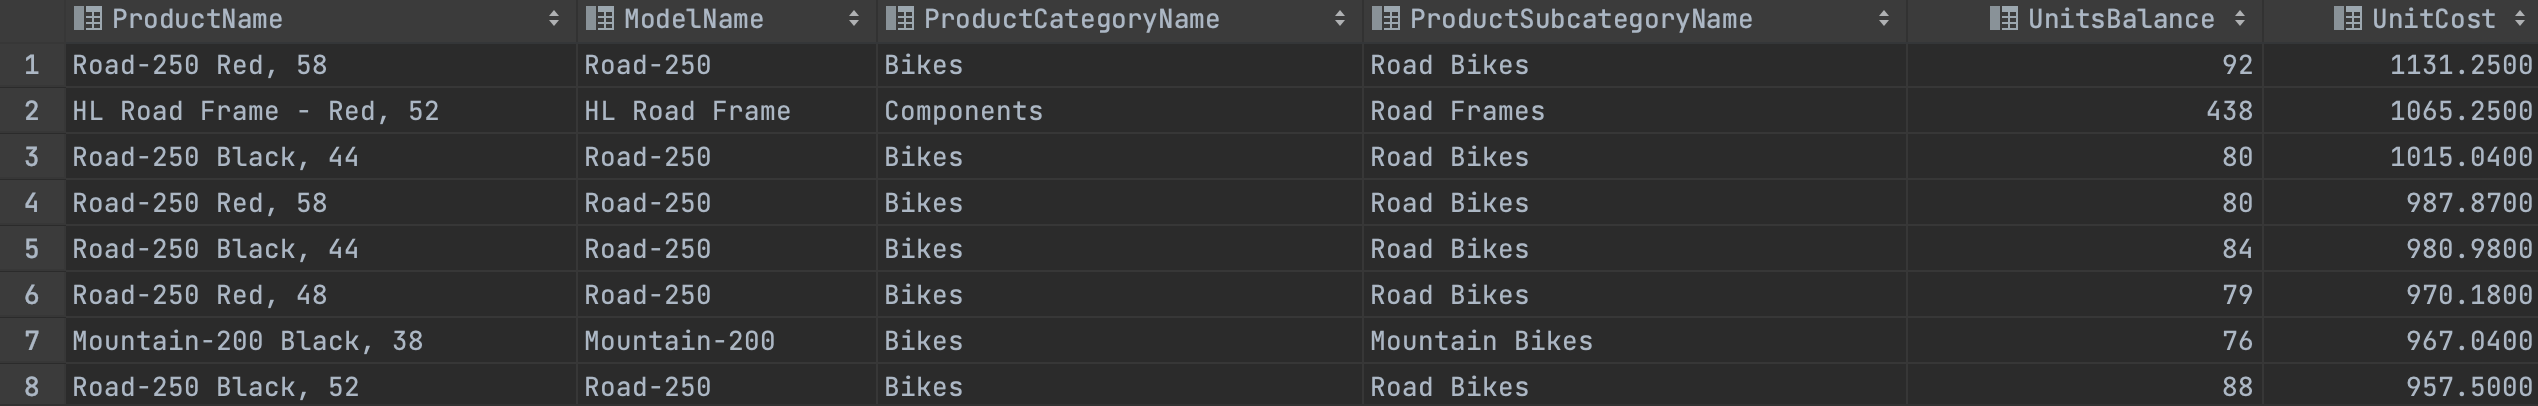 ProductName ModelName ProductCategoryName ProductSubcategoryName UnitsBalance UnitCost
1 Road-250 Red, 58 Road-250 Bikes Road Bikes 92 1131.2500
2 HL Road Frame - Red, 52 HL Road Frame Components Road Frames 438 1065.2500
3 Road-250 Black, 44 Road-250 Bikes Road Bikes 80 1015.0400
4 Road-250 Red, 58 Road-250 Bikes Road Bikes 80 987.8700
5 Road-250 Black, 44 Road-250 Bikes Road Bikes 84 980.9800
6 Road-250 Red, 48 Road-250 Bikes Road Bikes 79 970.1800
7 Mountain-200 Black, 38 Mountain-200 Bikes Mountain Bikes 76 967.0400
8 Road-250 Black, 52 Road-250 Bikes Road Bikes 88 957.5000